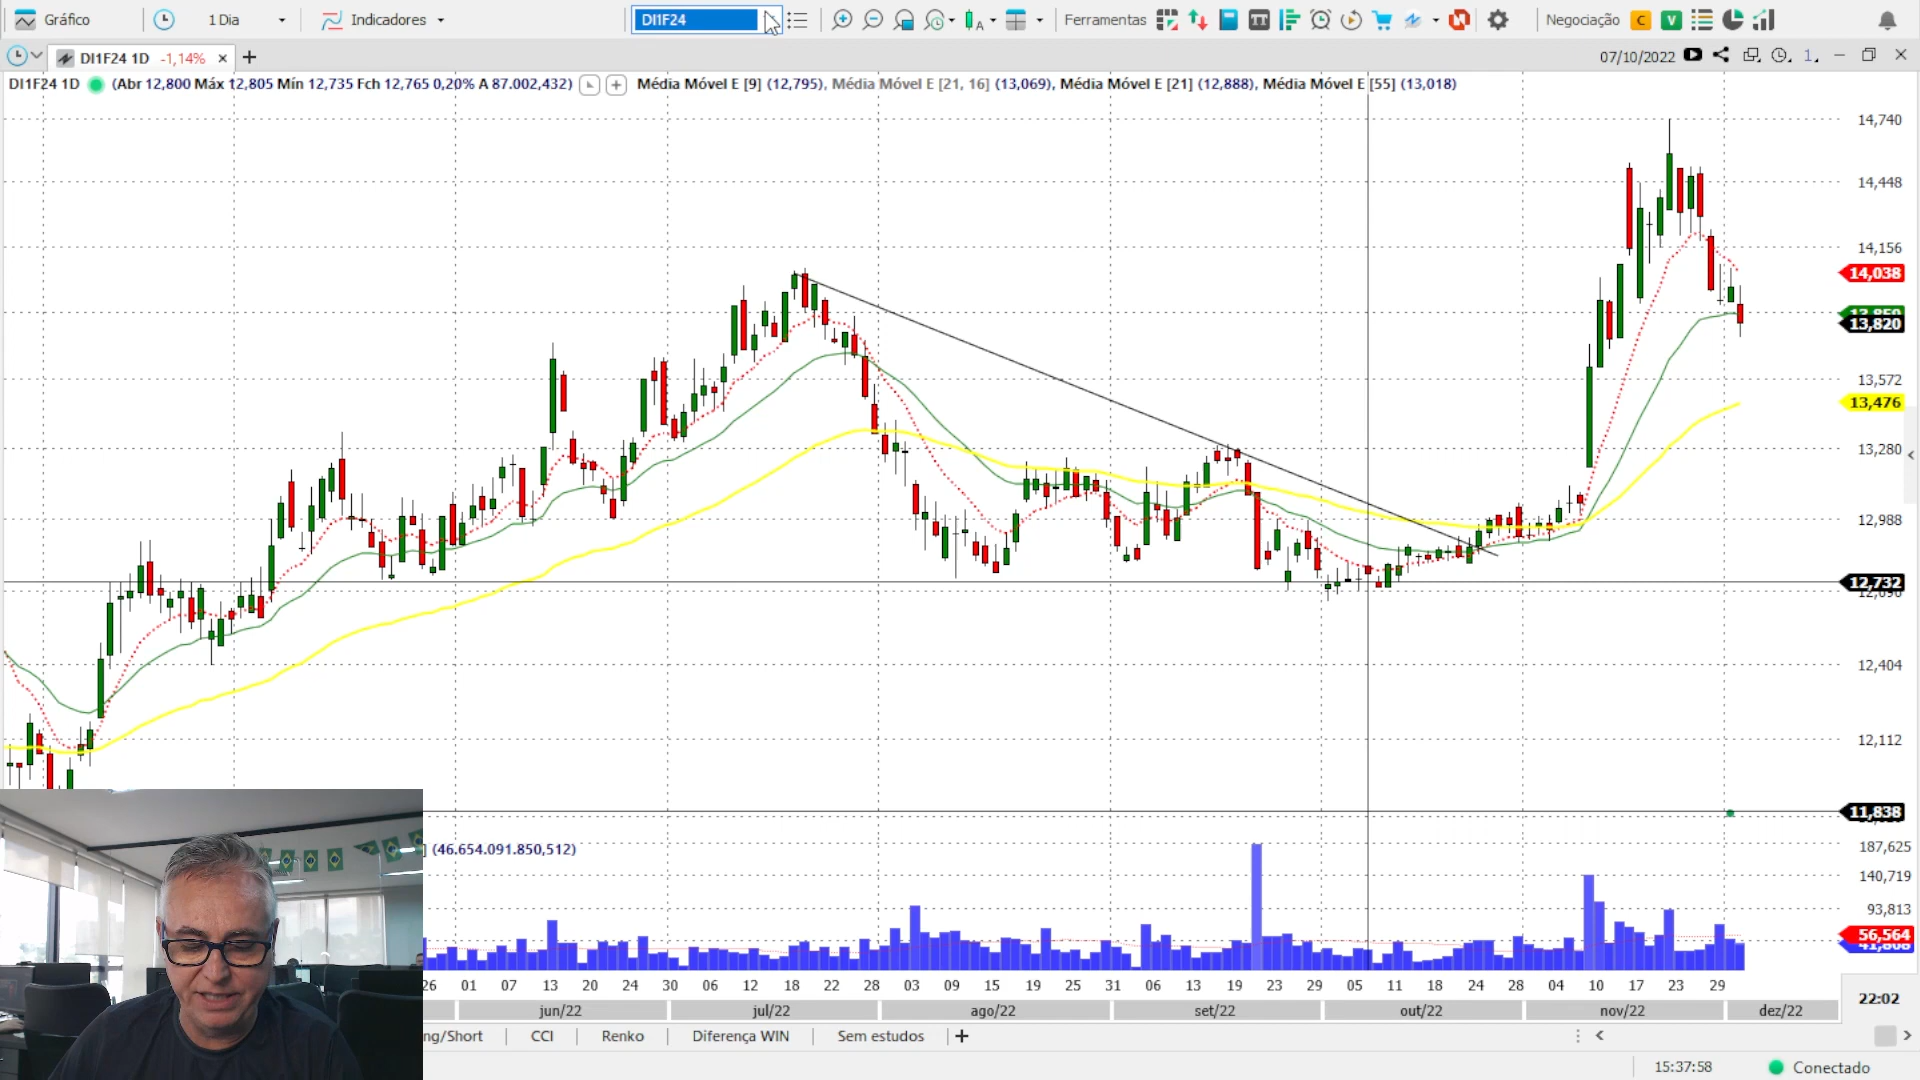 Gráfico 1 Dia Indicadores DI1F24 Ferramentas TT C V Negociação
DI1F24 1D -1,14% × + 07/10/2022 1
DI1F24 1D (Abr 12,800 Máx 12,805 Mín 12,735 Fch 12,765 0,20% A 87.002,432) Média Móvel E [9] (12,795), Média Móvel E [21, 16] (13,069), Média Móvel E [21] (12,888), Média Móvel E [55] (13,018)
14,740
14,448
14,156
14,038
13,820
13,572
13,476
13,280
12,988
12,732
12,404
12,112
11,838
(46.654.091.850,512)
187,625
140,719
93,813
56,564
26 01 07 13 20 24 30 06 12 18 22 28 03 09 15 19 25 31 06 13 19 23 29 05 11 18 24 28 04 10 17 23 29
jun/22 jul/22 ago/22 set/22 out/22 nov/22 dez/22
22:02
ng/Short CCI Renko Diferença WIN Sem estudos +
15:37:58 Conectado